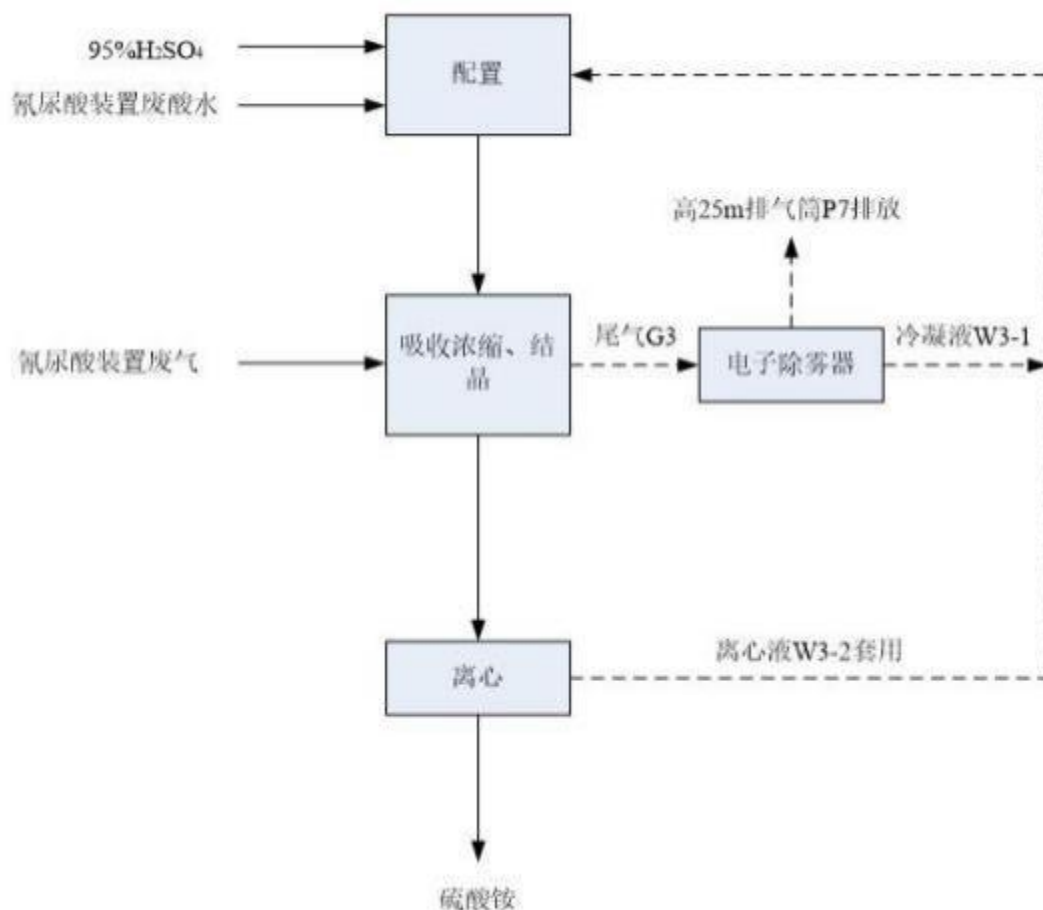 95%H₂SO₄
配置
氰尿酸装置废酸水
高25m排气筒P7排放
吸收浓缩、结
晶
尾气G3
冷凝液W3-1
氰尿酸装置废气
电子除雾器
离心液W3-2套用
离心
硫酸铵